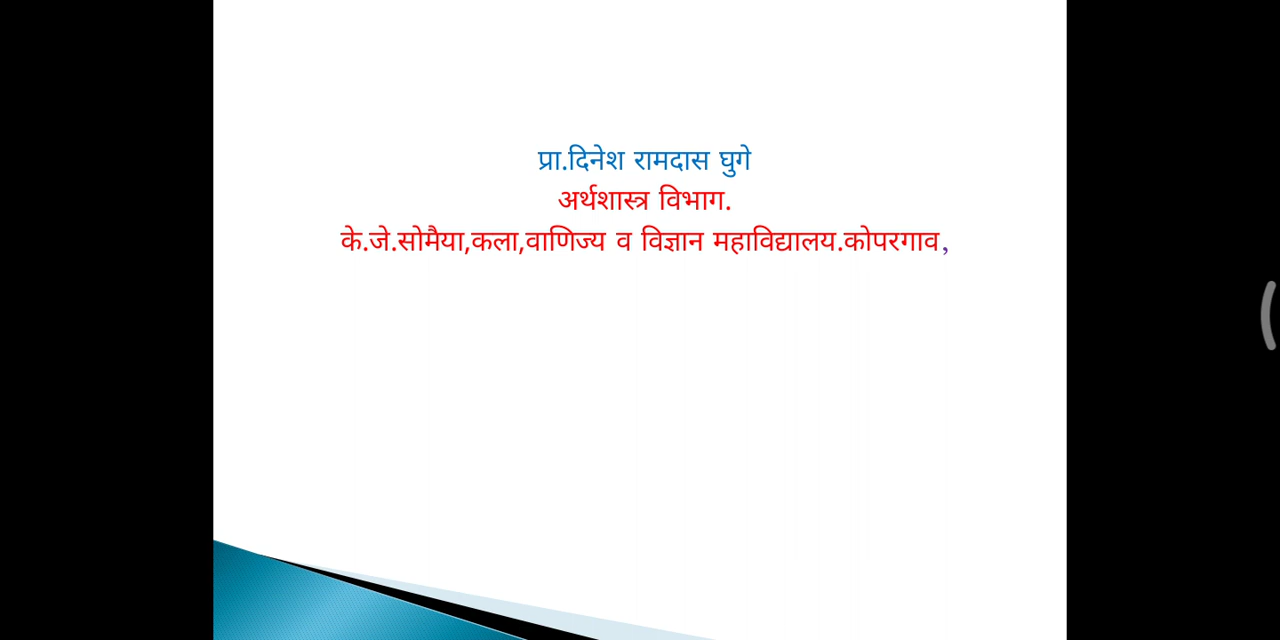 प्रा.दिनेश रामदास घुगे
अर्थशास्त्र विभाग.
के.जे.सोमैया,कला,वाणिज्य व विज्ञान महाविद्यालय.कोपरगाव,